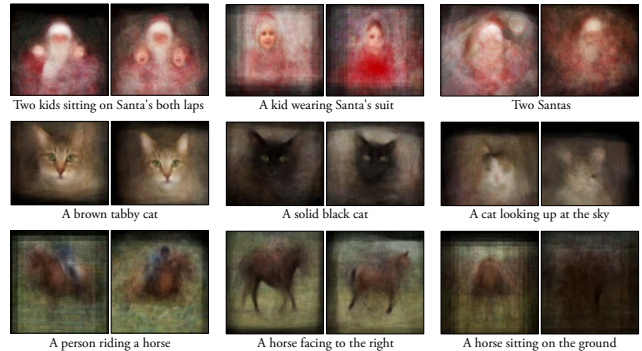 Two kids sitting on Santa's both laps
A kid wearing Santa's suit
Two Santas
A brown tabby cat
A solid black cat
A cat looking up at the sky
A person riding a horse
A horse facing to the right
A horse sitting on the ground